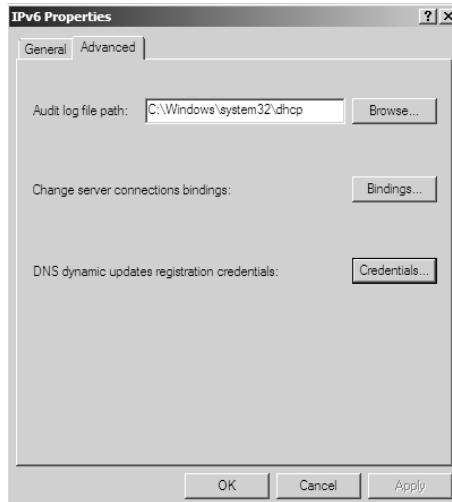 IPv6 Properties ? X
General Advanced
Audit log file path: C:\Windows\system32\dhcp Browse...
Change server connections bindings: Bindings...
DNS dynamic updates registration credentials: Credentials...
OK Cancel Apply